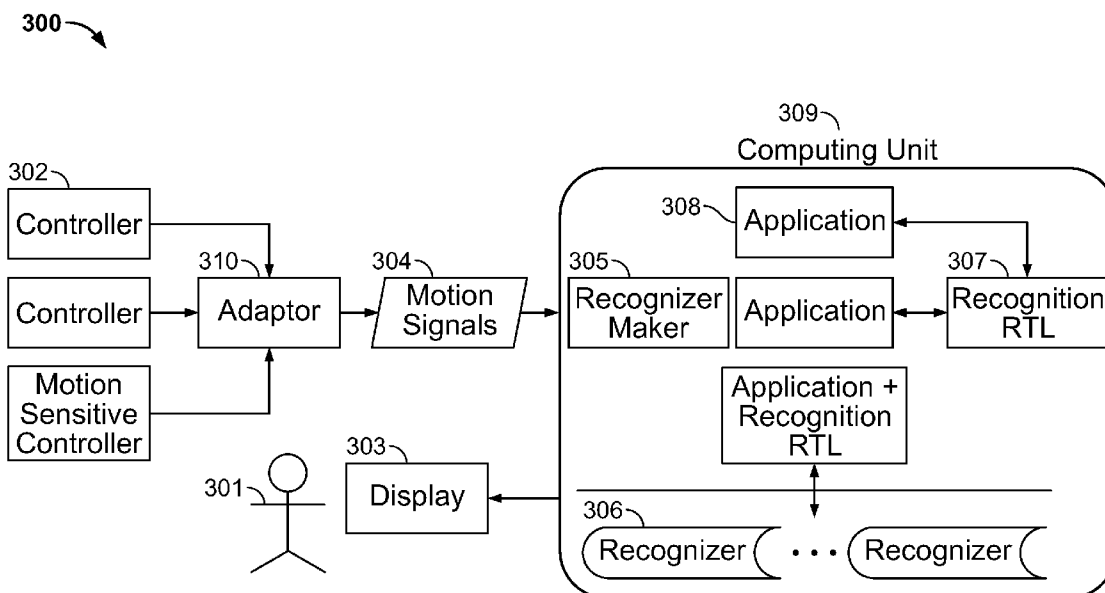 300
309
Computing Unit
302
Controller
308
Application
310
304
305
307
Controller
Adaptor
Motion
Signals
Recognizer
Maker
Application
Recognition
RTL
Motion
Sensitive
Controller
Application +
Recognition
RTL
301
303
Display
306
Recognizer
• • •
Recognizer